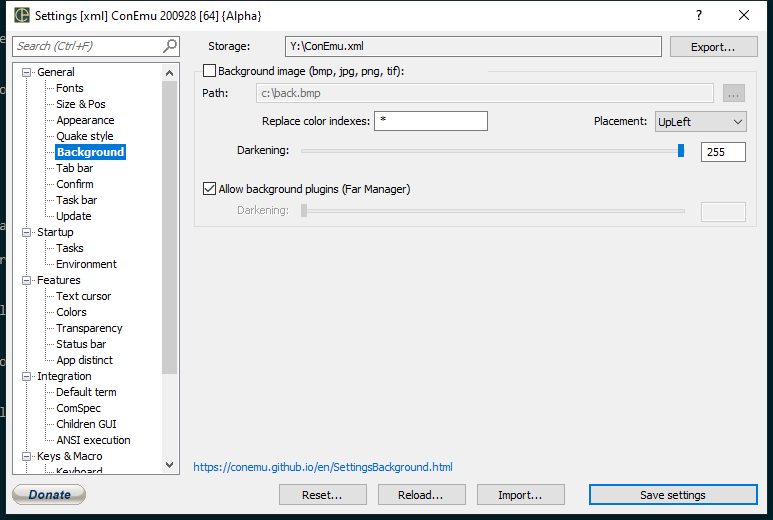 Settings [xml] ConEmu 200928 [64] {Alpha}
?
Search (Ctrl+F)
Storage:
Y:\ConEmu.xml
Export...
General
Fonts
Size & Pos
Appearance
Quake style
Background
Tab bar
Confirm
Task bar
Update
Startup
Tasks
Environment
Features
Text cursor
Colors
Transparency
Status bar
App distinct
Integration
Default term
ComSpec
Children GUI
ANSI execution
Keys & Macro
Keyboard
Background image (bmp, jpg, png, tif):
Path:
c:\back.bmp
...
Replace color indexes:
*
Placement:
UpLeft
Darkening:
255
Allow background plugins (Far Manager)
Darkening:
https://conemu.github.io/en/SettingsBackground.html
Donate
Reset...
Reload...
Import...
Save settings